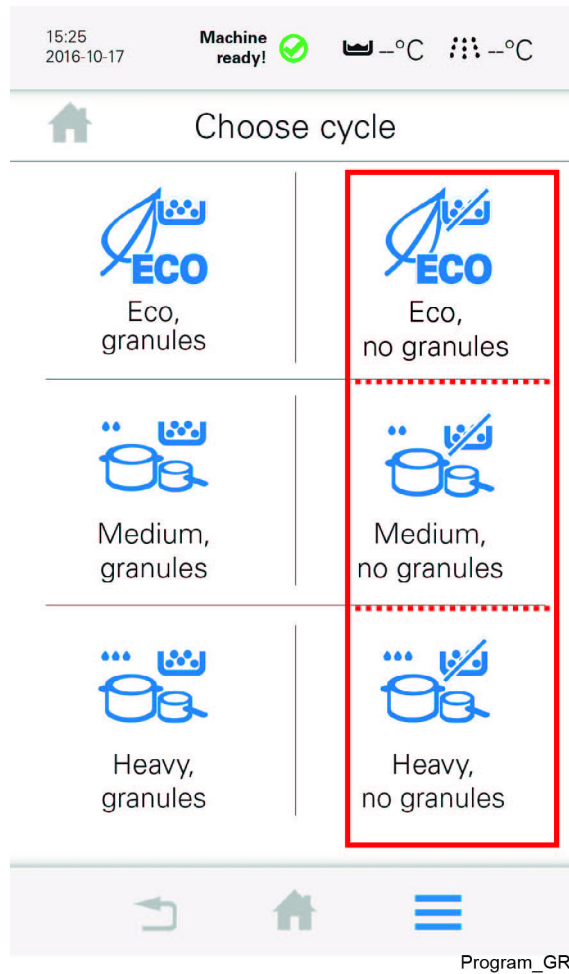 15:25
2016-10-17
Machine
ready!
--°C
--°C
Choose cycle
ECO
Eco,
granules
ECO
Eco,
no granules
Medium,
granules
Medium,
no granules
Heavy,
granules
Heavy,
no granules
Program_GR